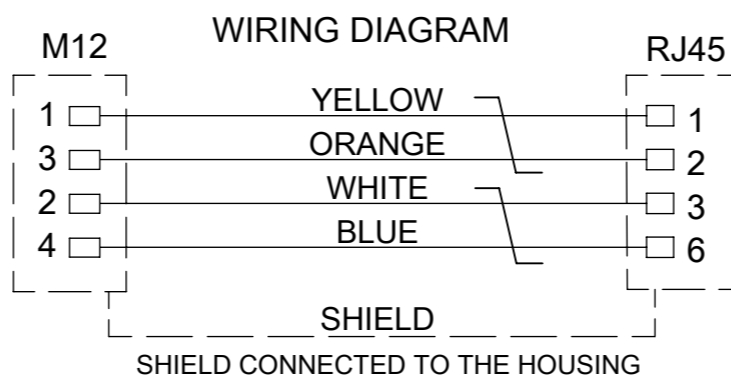 WIRING DIAGRAM
M12
RJ45
1 YELLOW 1
3 ORANGE 2
2 WHITE 3
4 BLUE 6
SHIELD
SHIELD CONNECTED TO THE HOUSING